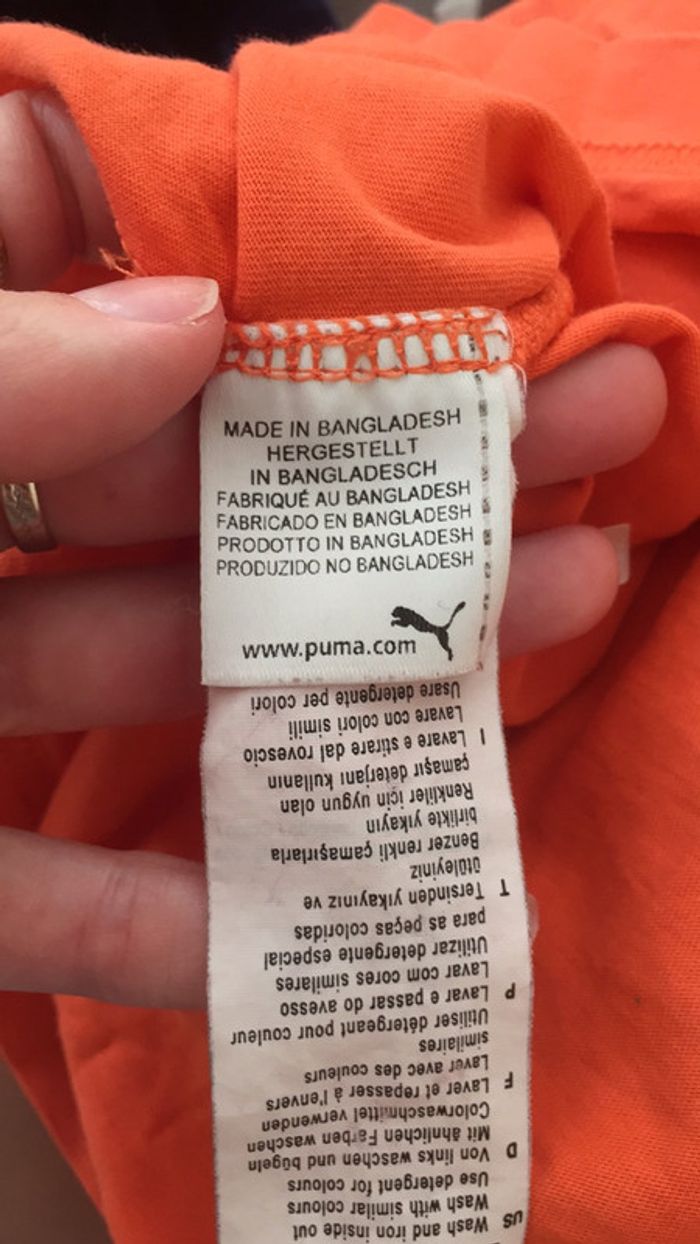 MADE IN BANGLADESH
HERGESTELLT
IN BANGLADESCH
FABRIQUÉ AU BANGLADESH
FABRICADO EN BANGLADESH
PRODOTTO IN BANGLADESH
PRODUZIDO NO BANGLADESH
www.puma.com
US Wash and iron inside out
Wash with similar colours
Use detergent for colours
D Von links waschen und bügeln
Mit ähnlichen Farben waschen
Colorwaschmittel verwenden
F Laver et repasser à l'envers
Laver avec des couleurs
similaires
Utiliser détergeant pour couleur
P Lavar e passar do avesso
Lavar com cores similares
Utilizar detergente especial
para as peças coloridas
T Tersinden yıkayınız ve
ütüleyiniz
Benzer renkli çamaşırlarla
birlikte yıkayın
Renkliler için uygun olan
çamaşır deterjanı kullanın
I Lavare e stirare dal rovescio
Lavare con colori simili
Usare detergente per colori